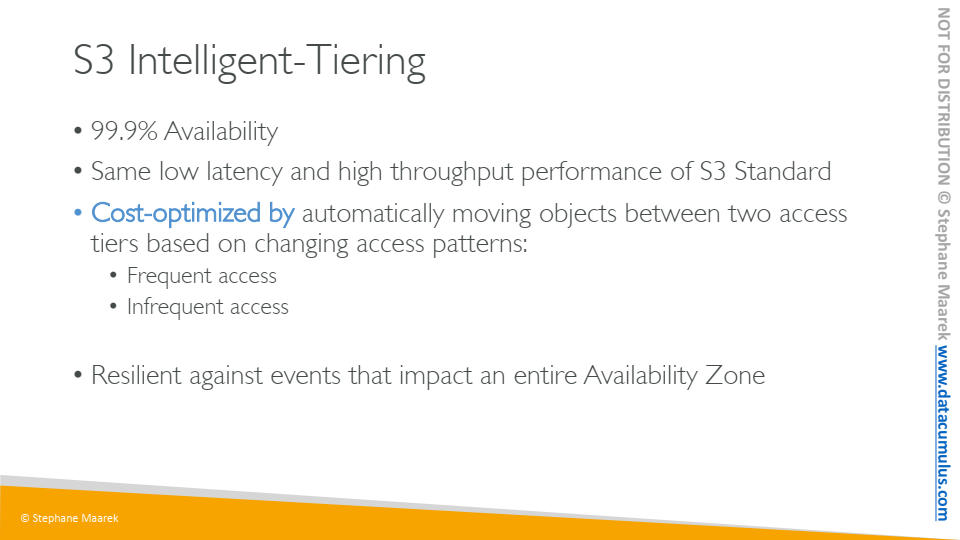 S3 Intelligent-Tiering
• 99.9% Availability
• Same low latency and high throughput performance of S3 Standard
• Cost-optimized by automatically moving objects between two access
tiers based on changing access patterns:
• Frequent access
• Infrequent access
• Resilient against events that impact an entire Availability Zone
© Stephane Maarek
NOT FOR DISTRIBUTION © Stephane Maarek www.datacumulus.com